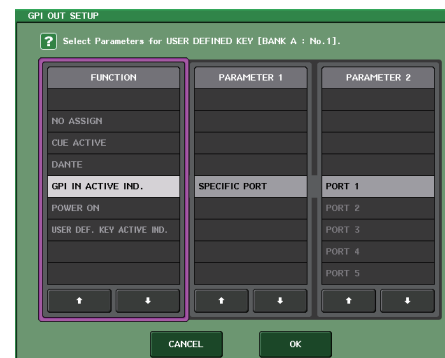 GPI OUT SETUP
? Select Parameters for USER DEFINED KEY [BANK A : No.1].
FUNCTION
NO ASSIGN
CUE ACTIVE
DANTE
GPI IN ACTIVE IND.
POWER ON
USER DEF. KEY ACTIVE IND.
PARAMETER 1
SPECIFIC PORT
PARAMETER 2
PORT 1
PORT 2
PORT 3
PORT 4
PORT 5
CANCEL
OK